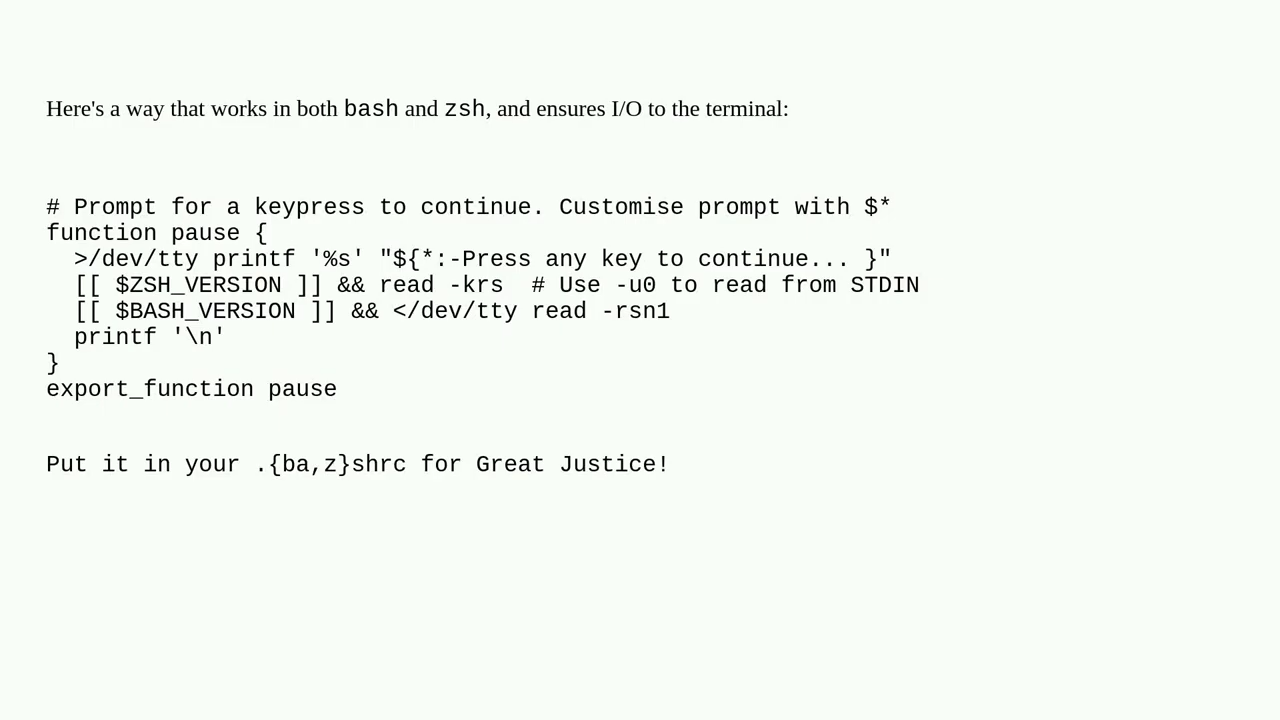 Here's a way that works in both bash and zsh, and ensures I/O to the terminal:
# Prompt for a keypress to continue. Customise prompt with $*
function pause {
  >/dev/tty printf '%s' "${*:-Press any key to continue... }"
  [[ $ZSH_VERSION ]] && read -krs  # Use -u0 to read from STDIN
  [[ $BASH_VERSION ]] && </dev/tty read -rsn1
  printf '\n'
}
export_function pause
Put it in your .{ba,z}shrc for Great Justice!